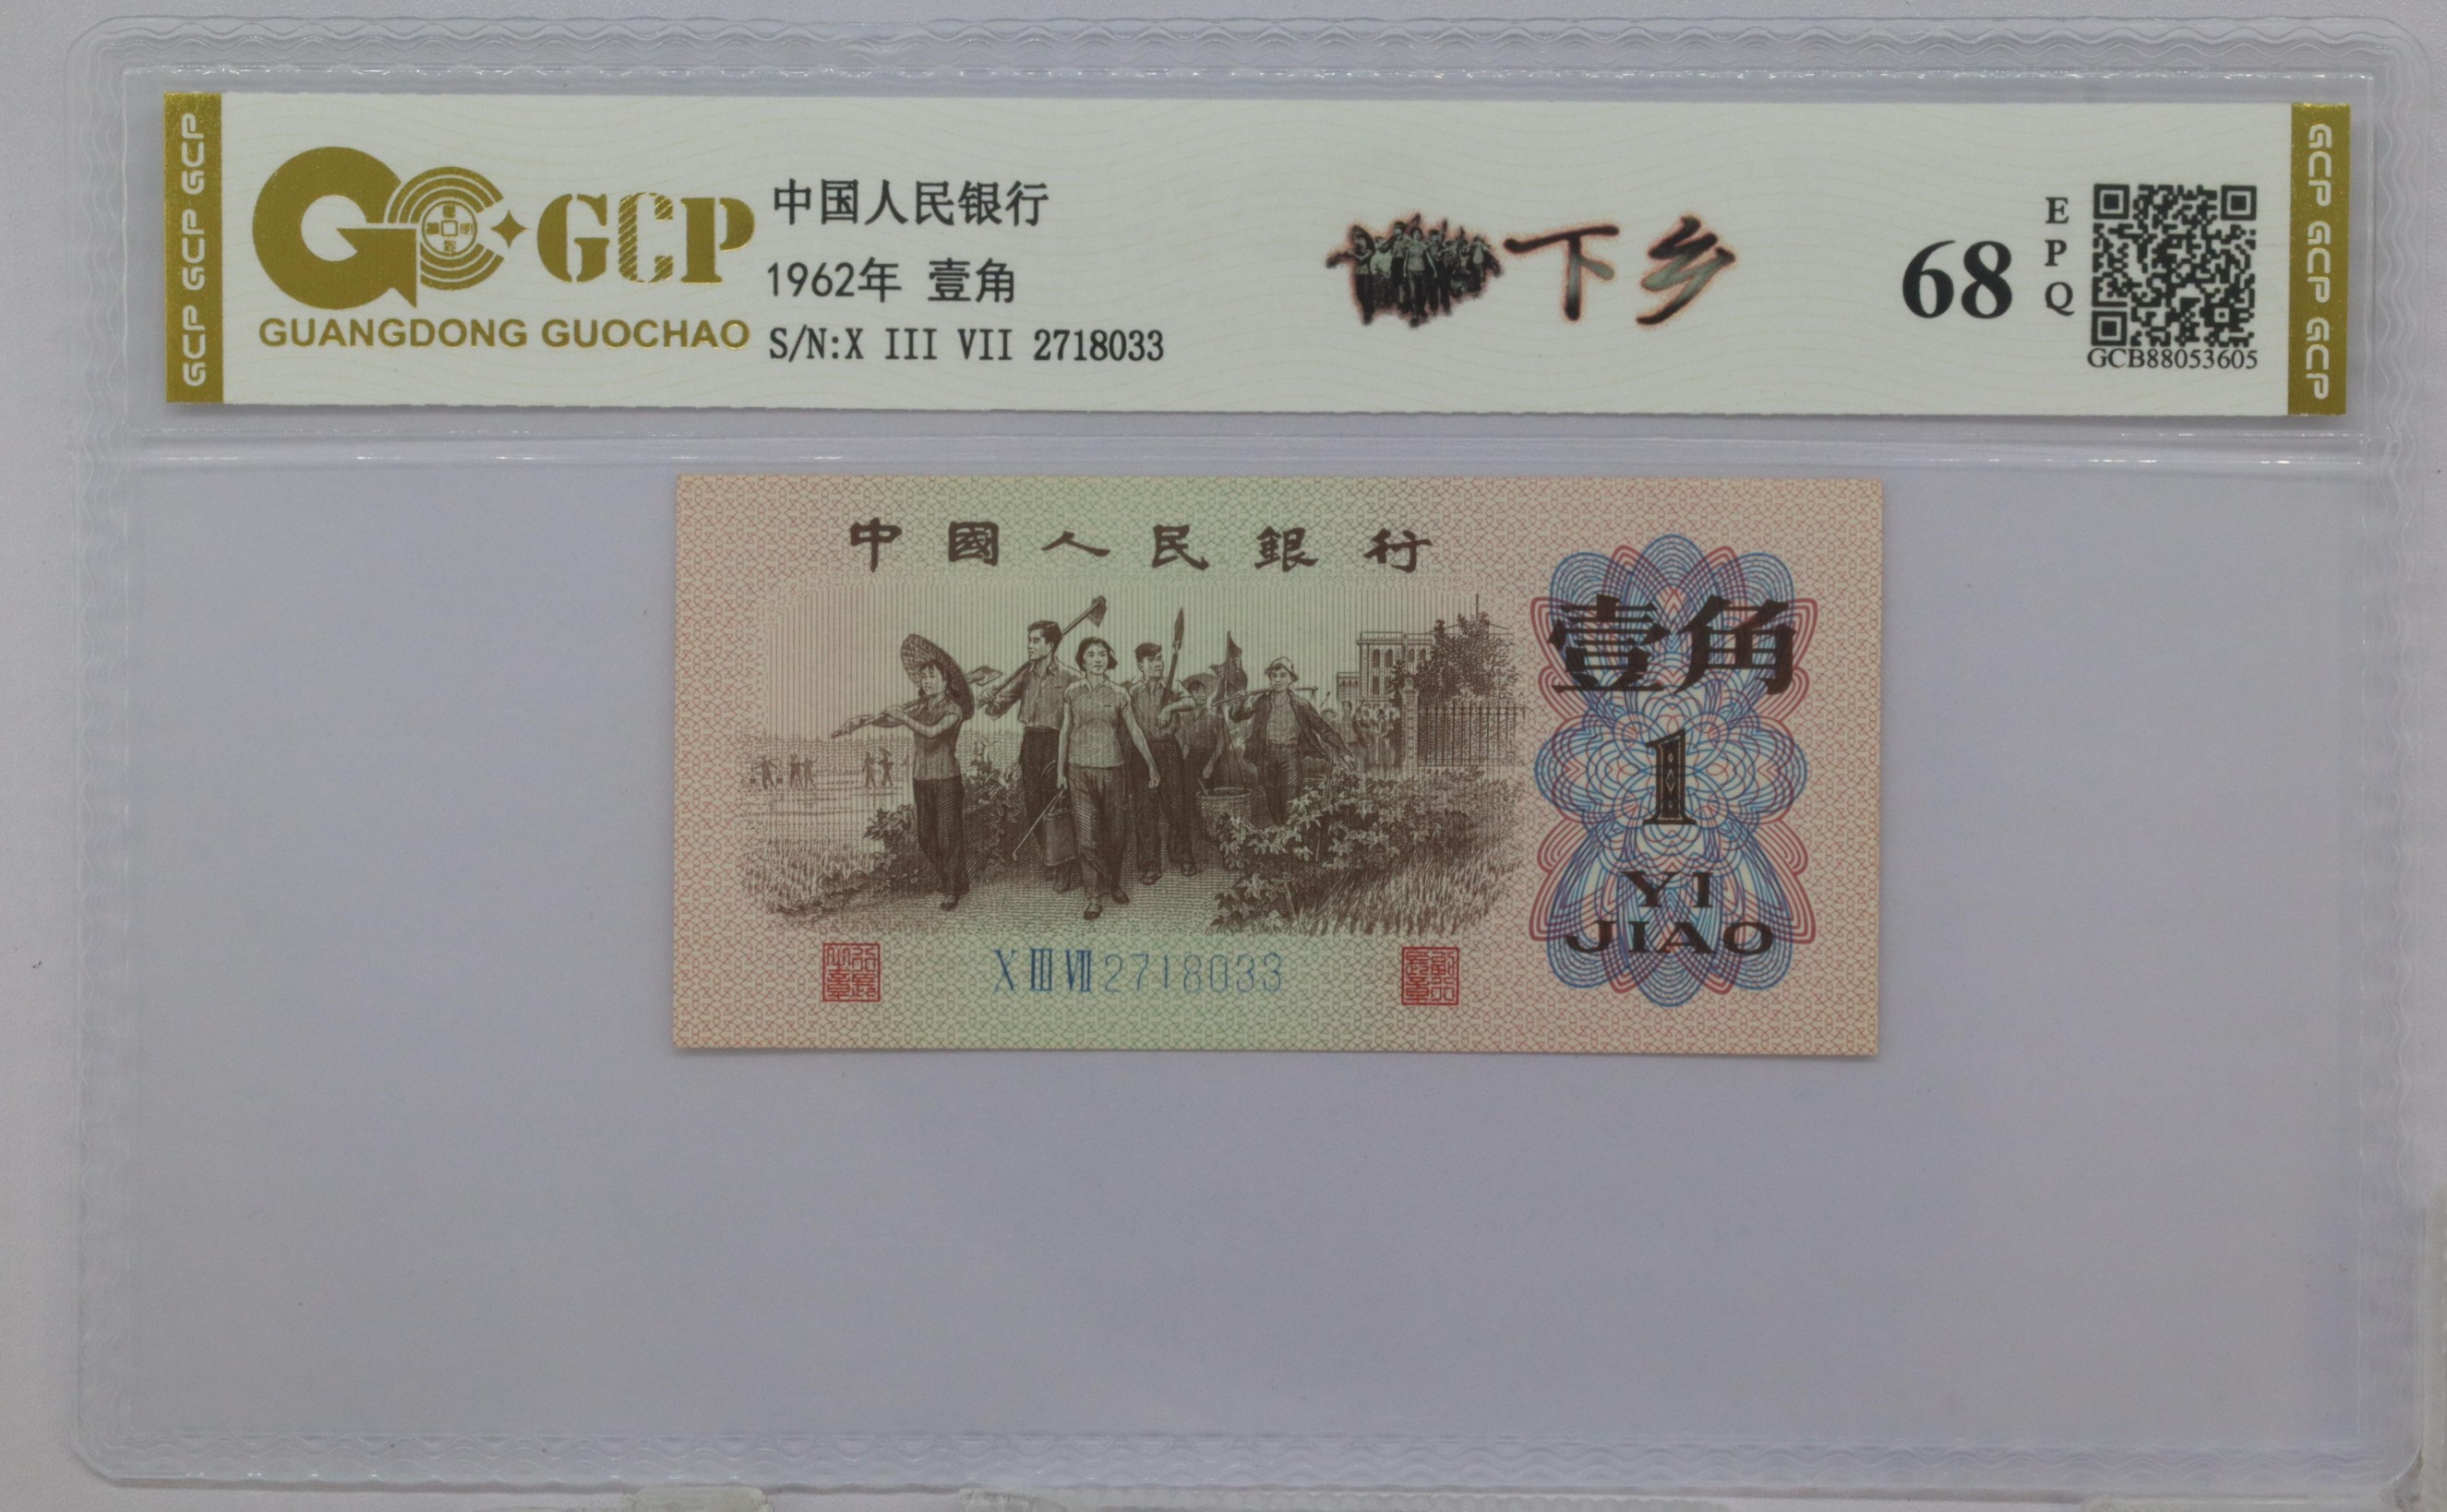 GCP GCP GCP
GCP
GUANGDONG GUOCHAO
中国人民银行
1962年 壹角
S/N:X III VII 2718033
下乡
68
E
P
Q
GCB88053605
GCP GCP GCP
中國人民銀行
壹角
1
YI
JIAO
X III VII 2718033